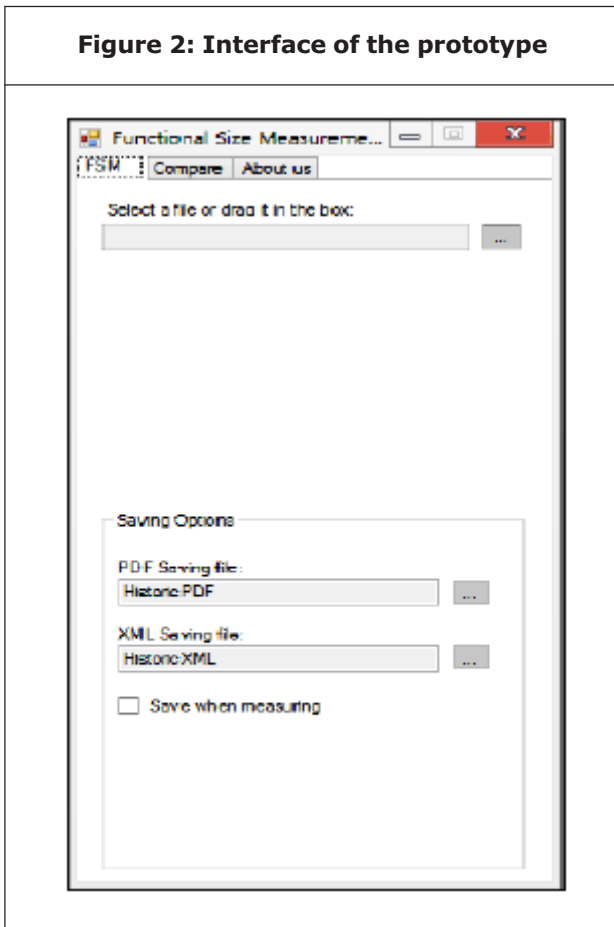 Figure 2: Interface of the prototype
Functional Size Measureme...
FSM Compare About us
Select a file or drag it in the box:
...
Saving Options
PDF Saving file:
Historic PDF
...
XML Saving file:
Historic XML
...
Save when measuring